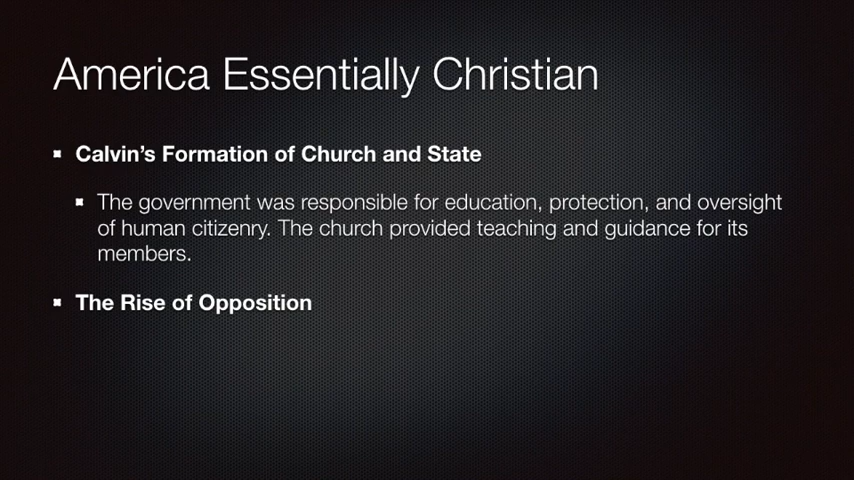 America Essentially Christian
Calvin's Formation of Church and State
The government was responsible for education, protection, and oversight
of human citizenry. The church provided teaching and guidance for its
members.
The Rise of Opposition